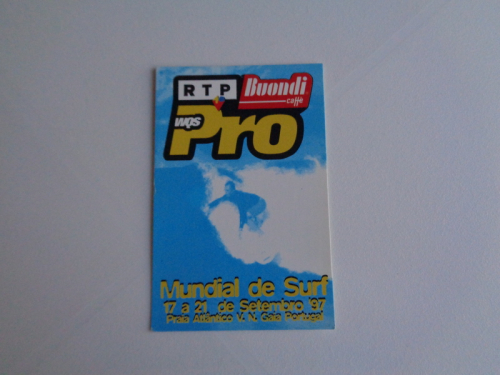 RTP Buondi
caffè
wqs
Pro
Mundial de Surf
17 a 21 de Setembro '97
Praia Atlântico V. N. Gaia Portugal